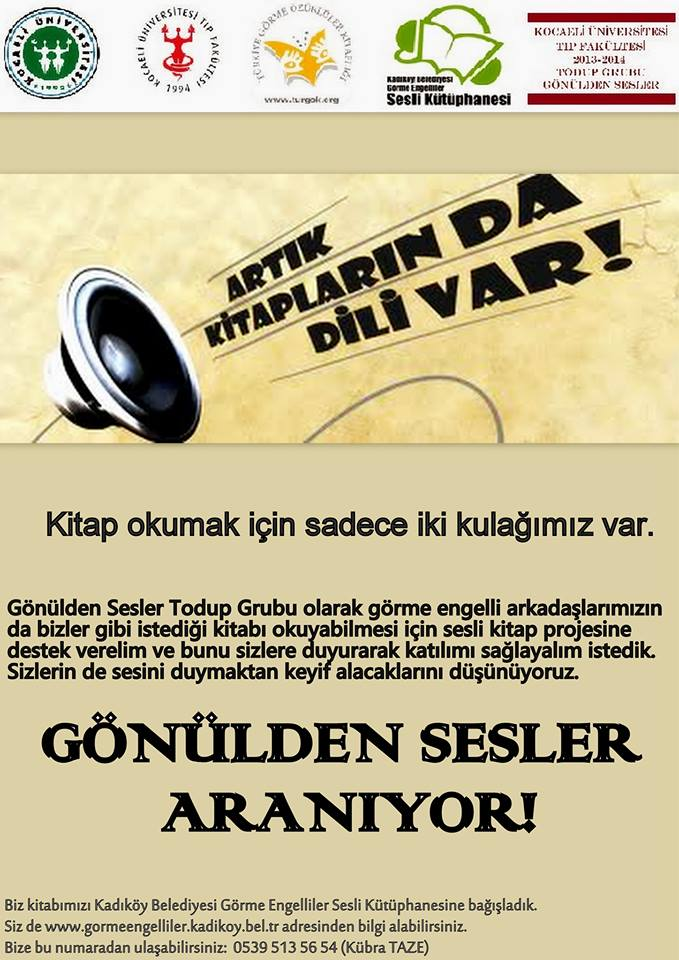 KOCAELİ ÜNİVERSİTESİ
1992
KOCAELİ ÜNİVERSİTESİ TIP FAKÜLTESİ
1994
TÜRKİYE GÖRME ÖZÜRLÜLER KİTAPLIĞI
www.turgok.org
Kadıköy Belediyesi
Görme Engelliler
Sesli Kütüphanesi
KOCAELİ ÜNİVERSİTESİ
TIP FAKÜLTESİ
2013-2014
TODUP GRUBU
GÖNÜLDEN SESLER
ARTIK
KİTAPLARIN DA
DİLİ VAR!
Kitap okumak için sadece iki kulağımız var.
Gönülden Sesler Todup Grubu olarak görme engelli arkadaşlarımızın
da bizler gibi istediği kitabı okuyabilmesi için sesli kitap projesine
destek verelim ve bunu sizlere duyurarak katılımı sağlayalım istedik.
Sizlerin de sesini duymaktan keyif alacaklarını düşünüyoruz.
GÖNÜLDEN SESLER
ARANIYOR!
Biz kitabımızı Kadıköy Belediyesi Görme Engelliler Sesli Kütüphanesine bağışladık.
Siz de www.gormeengelliler.kadikoy.bel.tr adresinden bilgi alabilirsiniz.
Bize bu numaradan ulaşabilirsiniz: 0539 513 56 54 (Kübra TAZE)